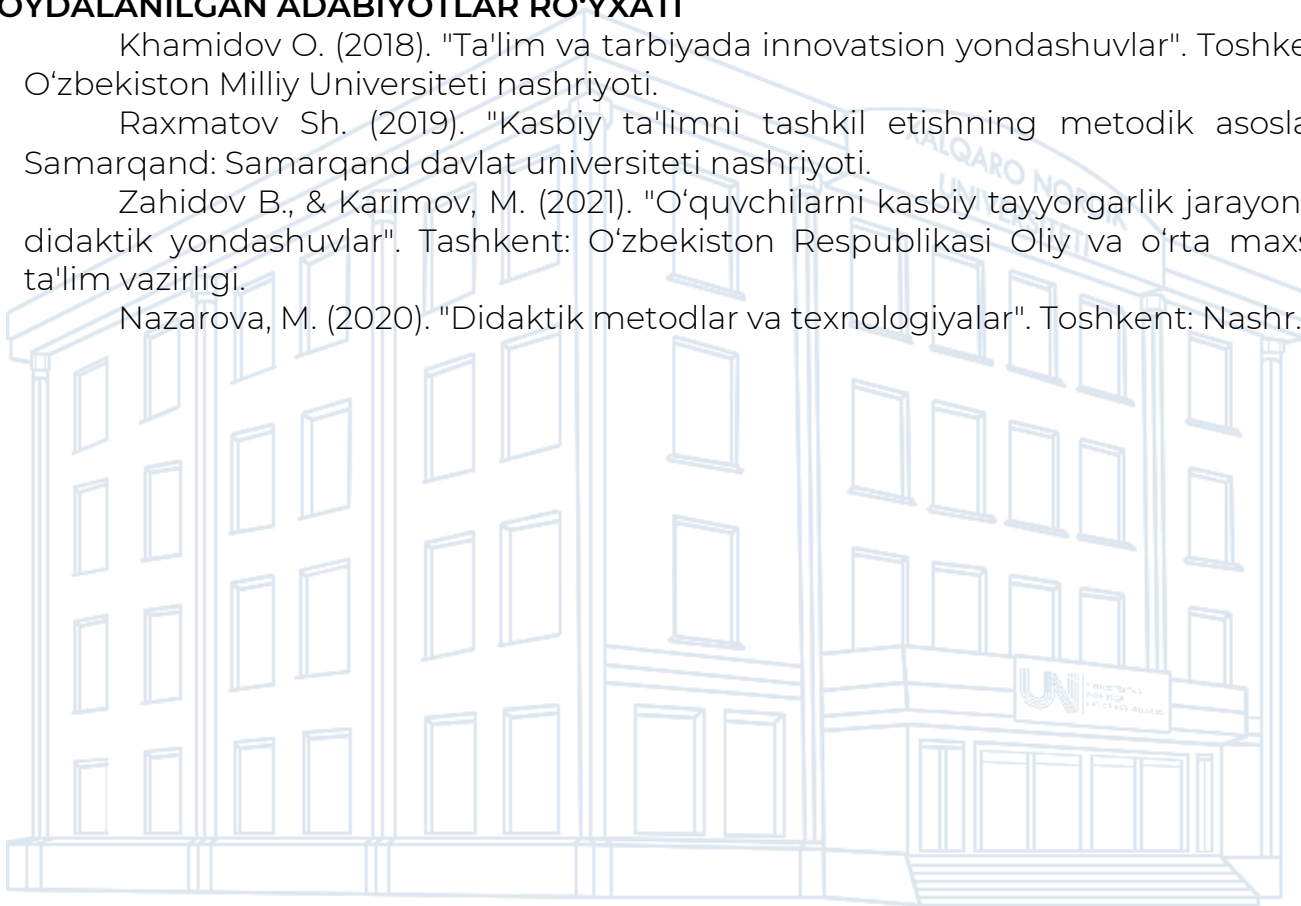 OYDALANILGAN ADABIYOTLAR RO‘YXATI
Khamidov O. (2018). "Ta'lim va tarbiyada innovatsion yondashuvlar". Toshke
O‘zbekiston Milliy Universiteti nashriyoti.
Raxmatov Sh. (2019). "Kasbiy ta'limni tashkil etishning metodik asosla
Samarqand: Samarqand davlat universiteti nashriyoti.
Zahidov B., & Karimov, M. (2021). "O‘quvchilarni kasbiy tayyorgarlik jarayon
didaktik yondashuvlar". Tashkent: O‘zbekiston Respublikasi Oliy va o‘rta maxs
ta'lim vazirligi.
Nazarova, M. (2020). "Didaktik metodlar va texnologiyalar". Toshkent: Nashr.
XALQARO NORDIK
UNI